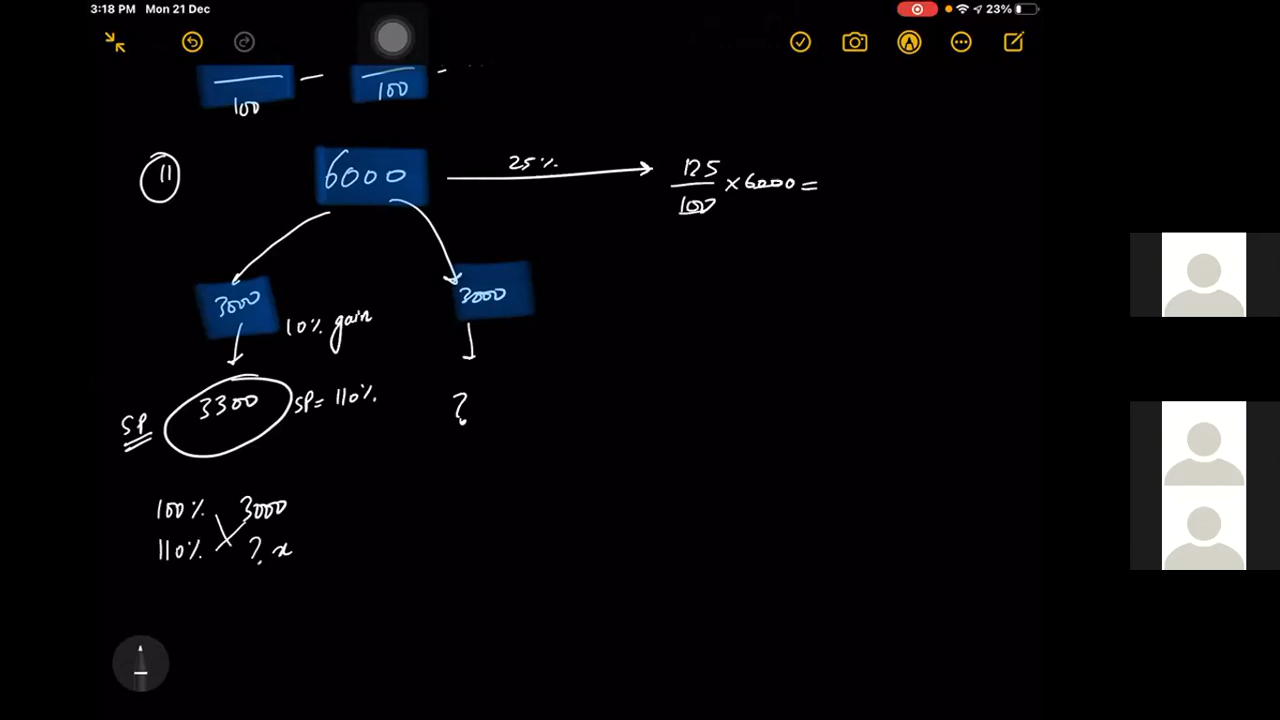 3:18 PM Mon 21 Dec
23%
100 100
11 6000 25% 125/100 × 6000 =
3000 3000
10% gain
3300 SP = 110% ?
SP
100% 3000
110% ? x